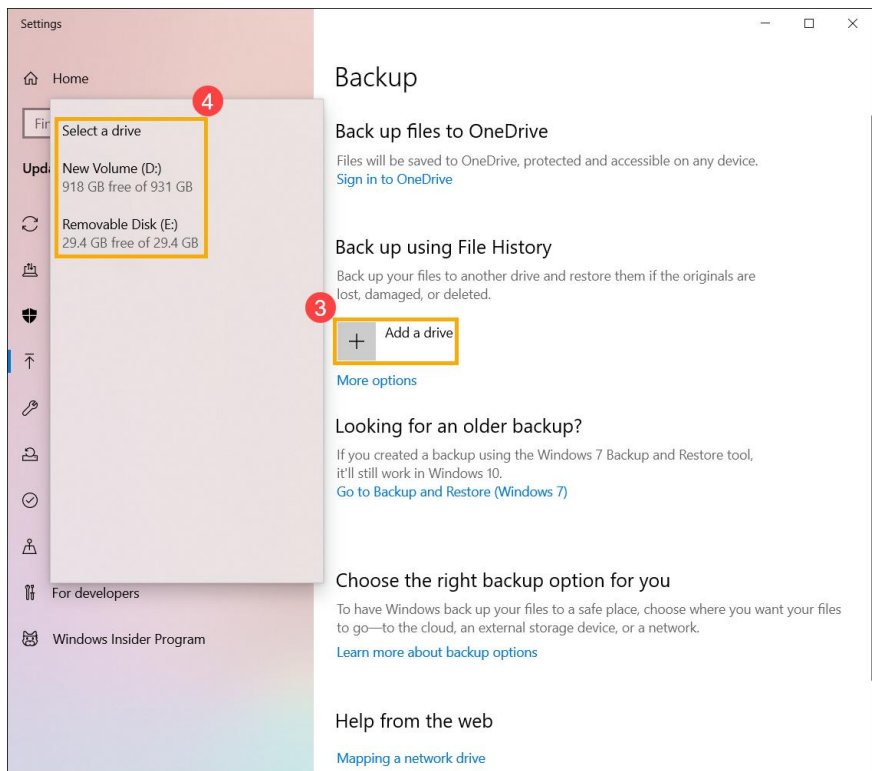 Settings
Home
Fin
Upda
4
Select a drive
New Volume (D:)
918 GB free of 931 GB
Removable Disk (E:)
29.4 GB free of 29.4 GB
For developers
Windows Insider Program
Backup
Back up files to OneDrive
Files will be saved to OneDrive, protected and accessible on any device.
Sign in to OneDrive
Back up using File History
Back up your files to another drive and restore them if the originals are
lost, damaged, or deleted.
3
Add a drive
More options
Looking for an older backup?
If you created a backup using the Windows 7 Backup and Restore tool,
it'll still work in Windows 10.
Go to Backup and Restore (Windows 7)
Choose the right backup option for you
To have Windows back up your files to a safe place, choose where you want your files
to go—to the cloud, an external storage device, or a network.
Learn more about backup options
Help from the web
Mapping a network drive